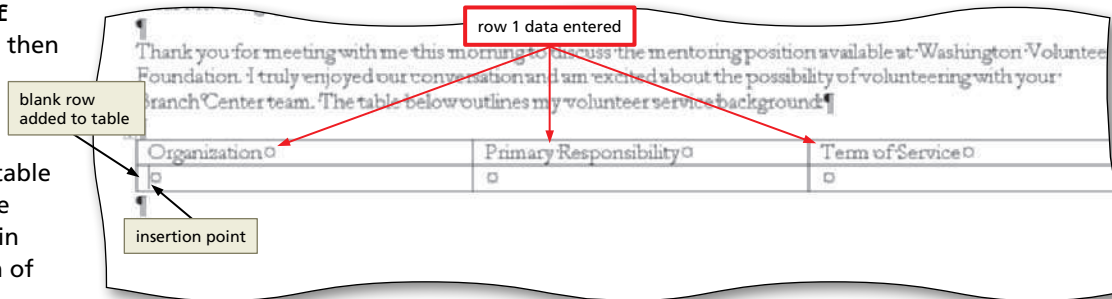 f
then
table
e
in
n of
row 1 data entered
¶
Thank you for meeting with me this morning to discuss the mentoring position available at Washington Voluntee
Foundation. I truly enjoyed our conversation and am excited about the possibility of volunteering with your
Branch Center team. The table below outlines my volunteer service background:¶
blank row
added to table
Organization¤ Primary Responsibility¤ Term of Service¤
¤ ¤ ¤
¶
insertion point